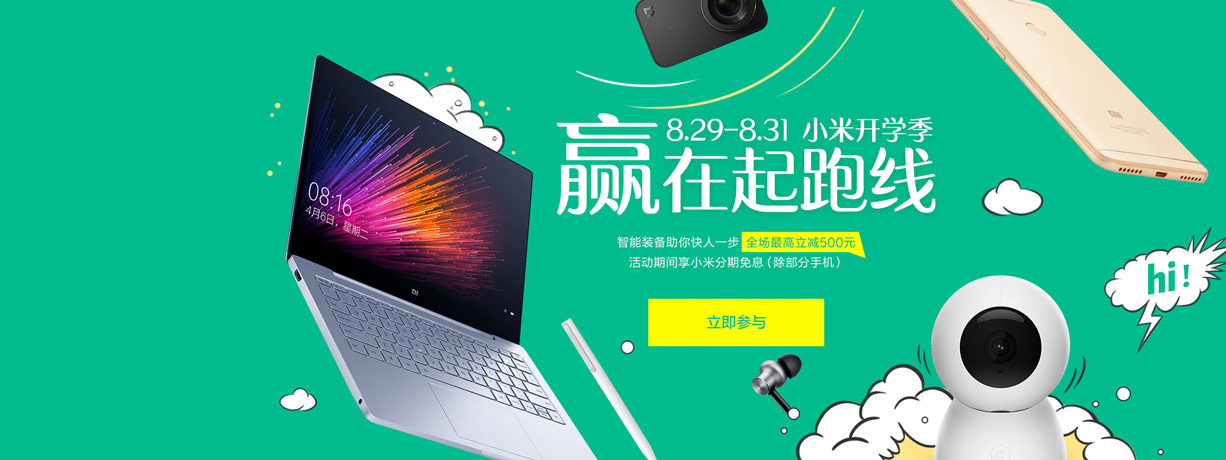 8.29-8.31 小米开学季
赢在起跑线
智能装备助你快人一步 全场最高立减500元
活动期间享小米分期免息（除部分手机）
立即参与
08:16
4月6日，星期二
mi
mi
hi!